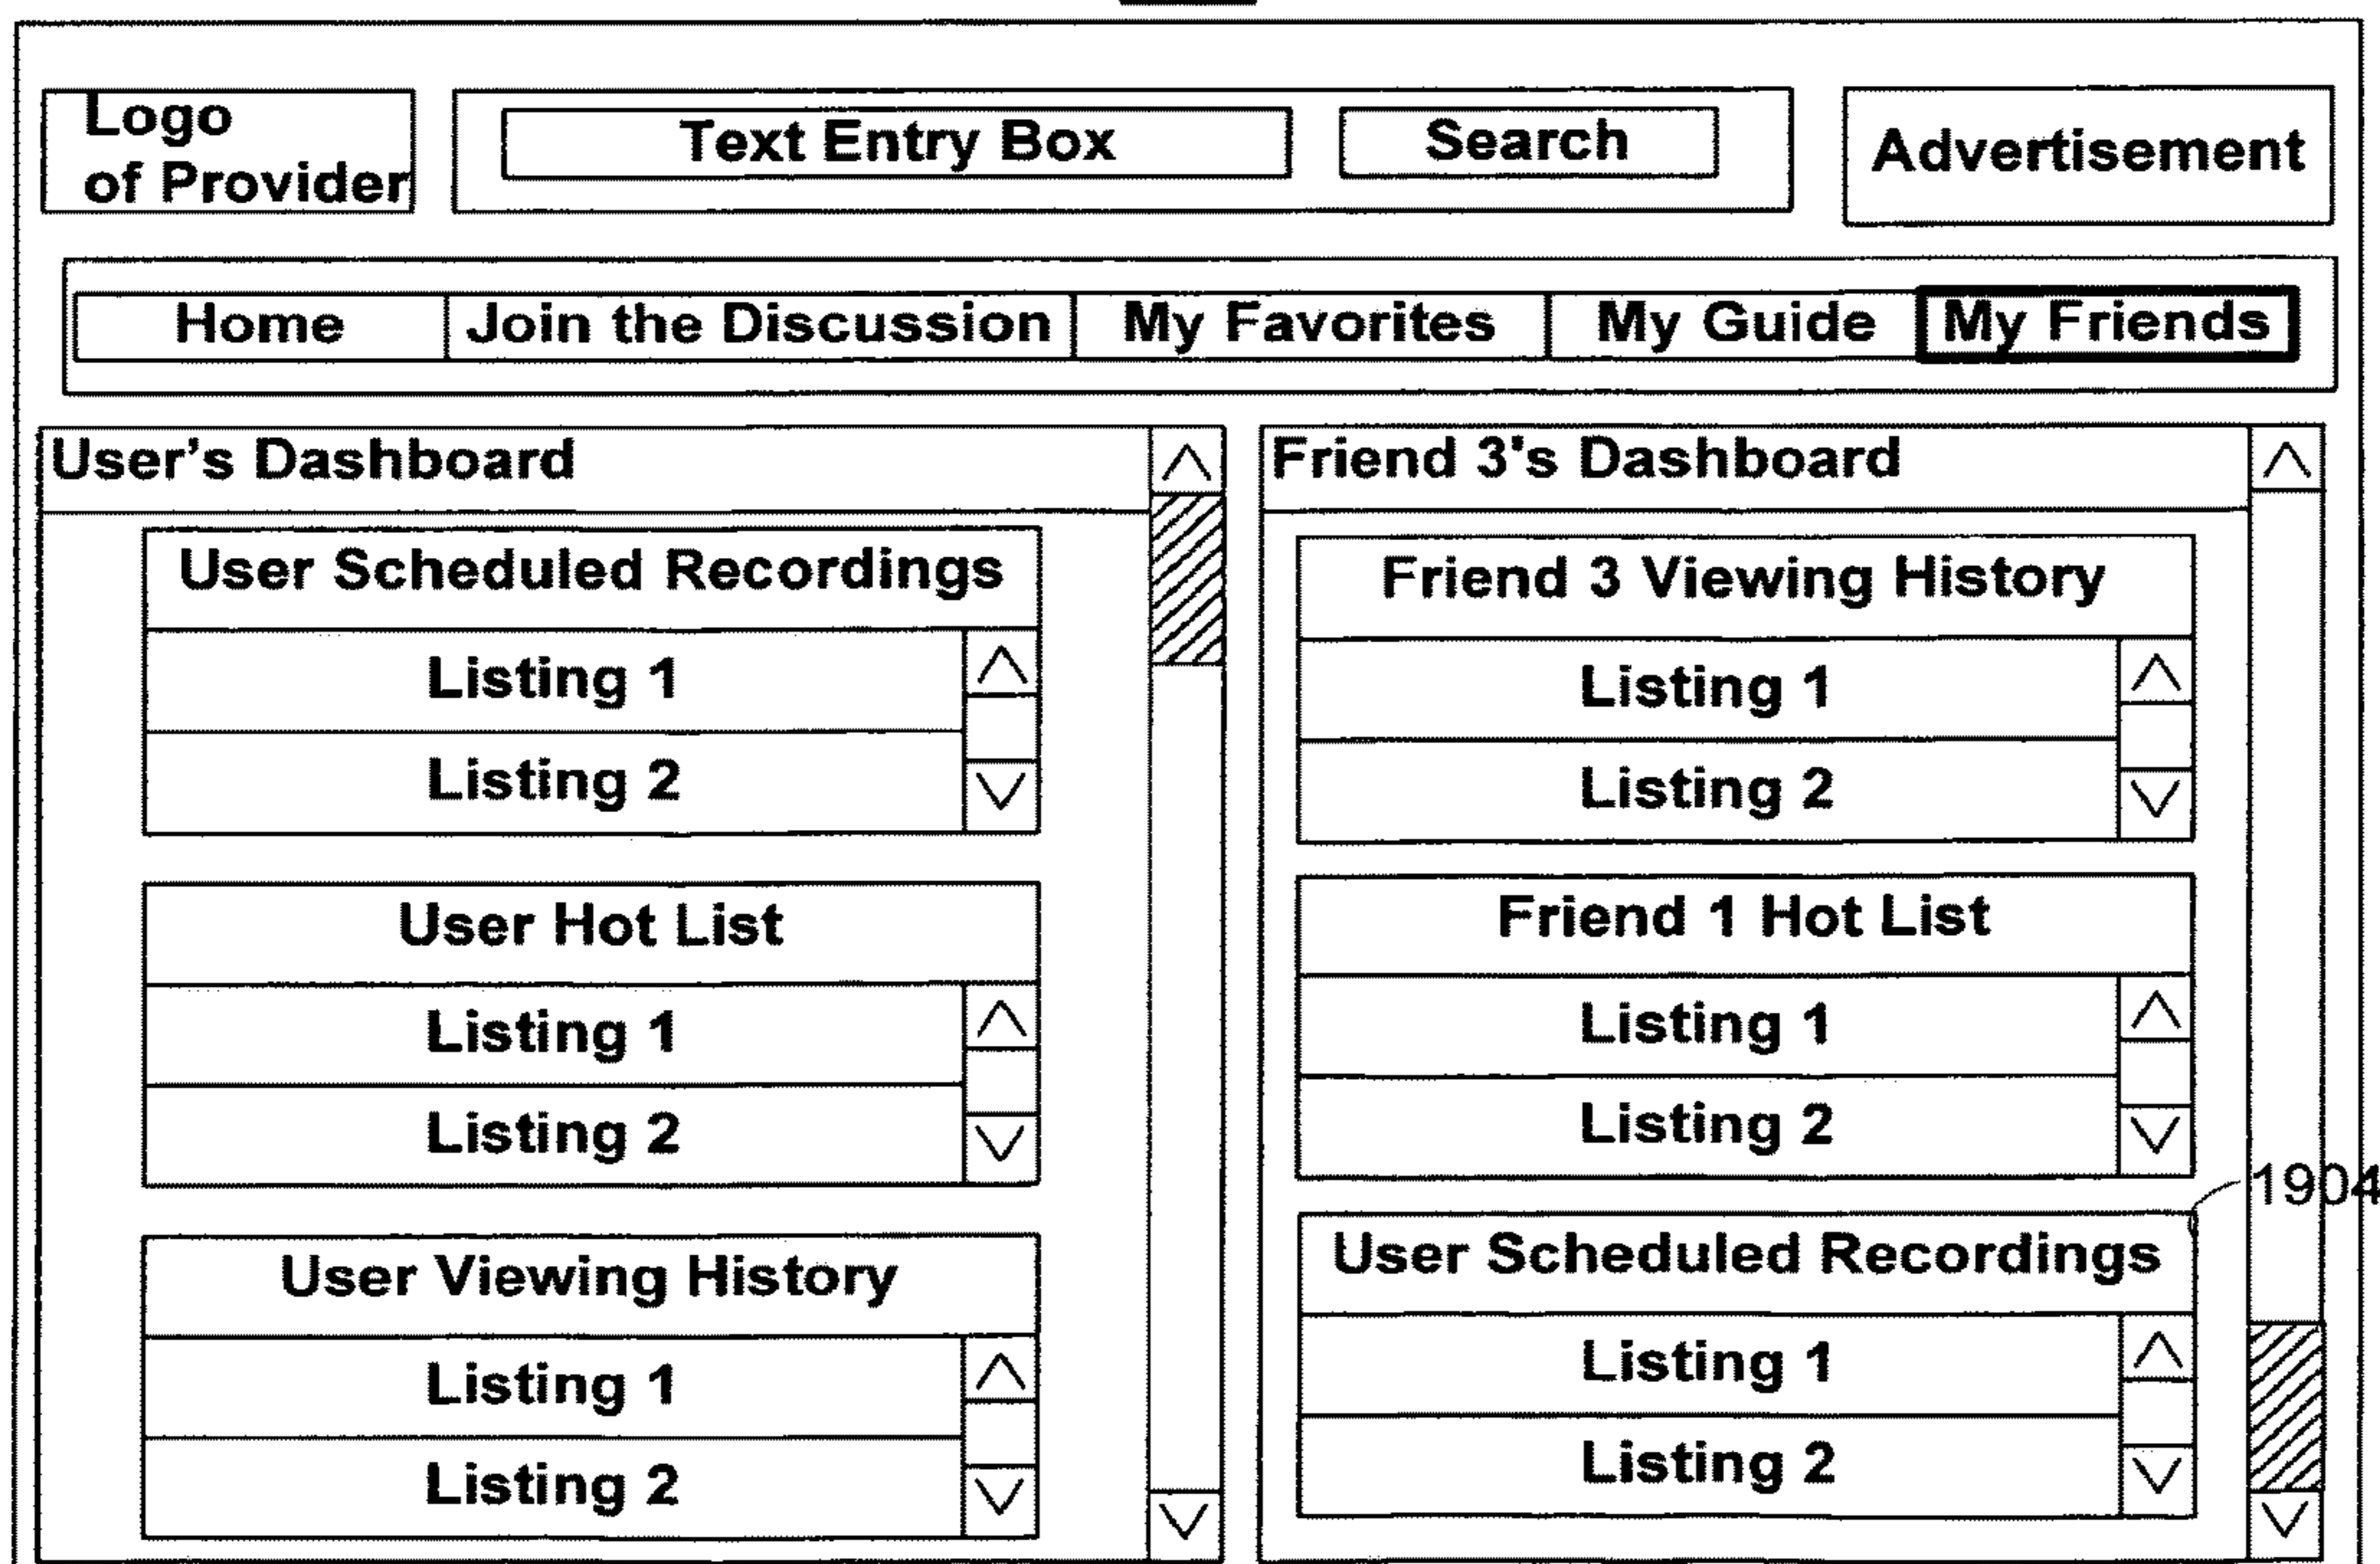 Logo
of Provider
Text Entry Box
Search
Advertisement
Home
Join the Discussion
My Favorites
My Guide
My Friends
User's Dashboard
User Scheduled Recordings
Listing 1
Listing 2
User Hot List
Listing 1
Listing 2
User Viewing History
Listing 1
Listing 2
Friend 3's Dashboard
Friend 3 Viewing History
Listing 1
Listing 2
Friend 1 Hot List
Listing 1
Listing 2
1904
User Scheduled Recordings
Listing 1
Listing 2